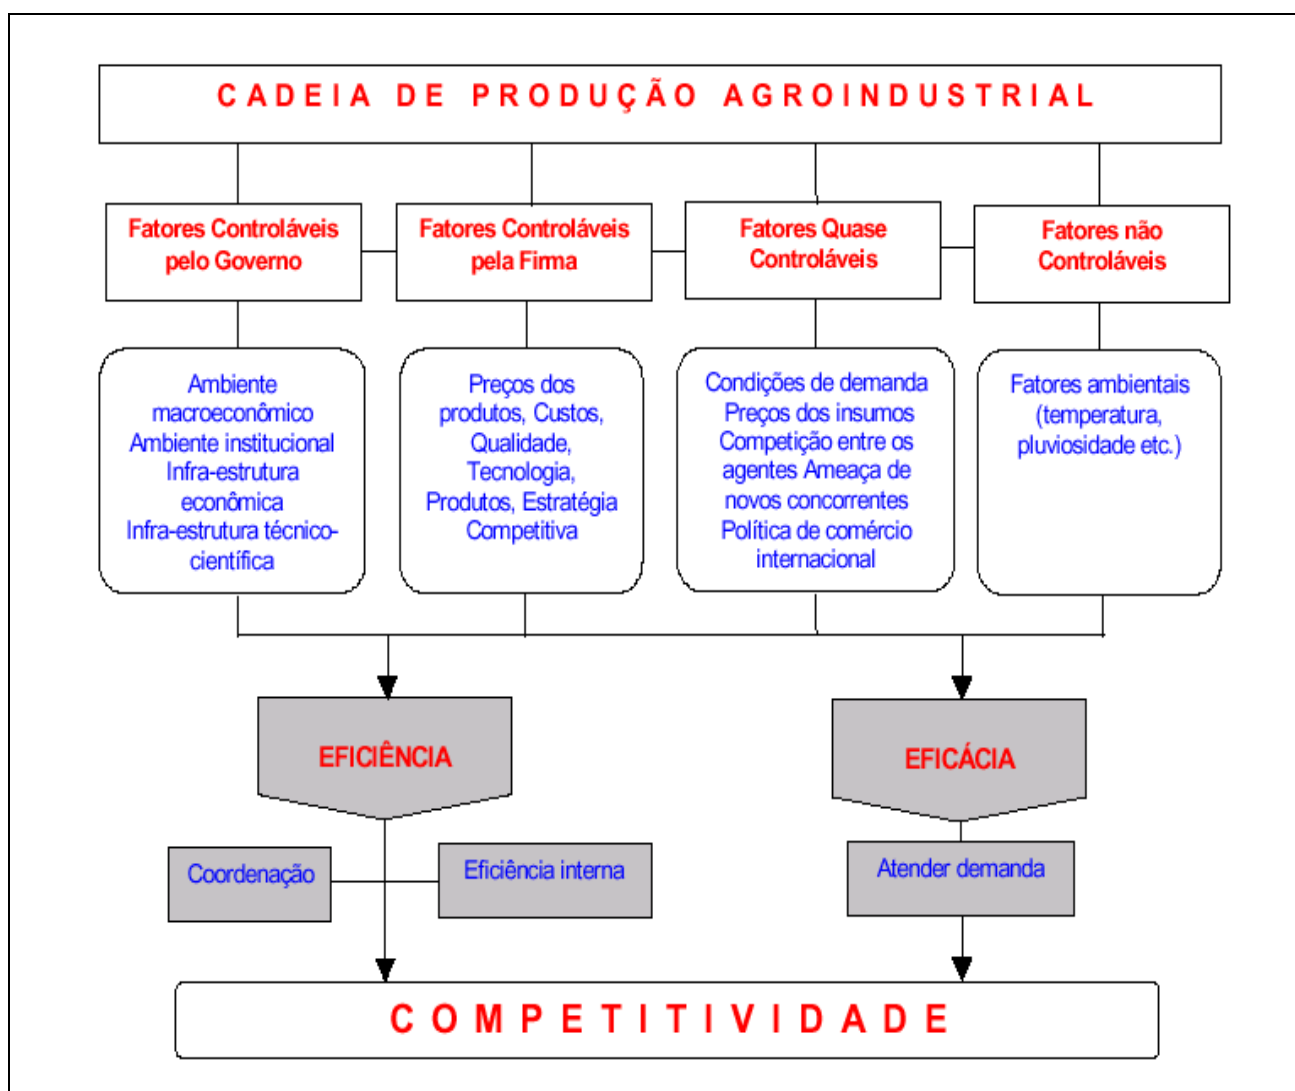 CADEIA DE PRODUÇÃO AGROINDUSTRIAL
Fatores Controláveis
pelo Governo
Fatores Controláveis
pela Firma
Fatores Quase
Controláveis
Fatores não
Controláveis
Ambiente
macroeconômico
Ambiente institucional
Infra-estrutura
econômica
Infra-estrutura técnico-
científica
Preços dos
produtos, Custos,
Qualidade,
Tecnologia,
Produtos, Estratégia
Competitiva
Condições de demanda
Preços dos insumos
Competição entre os
agentes Ameaça de
novos concorrentes
Política de comércio
internacional
Fatores ambientais
(temperatura,
pluviosidade etc.)
EFICIÊNCIA
EFICÁCIA
Coordenação
Eficiência interna
Atender demanda
COMPETITIVIDADE